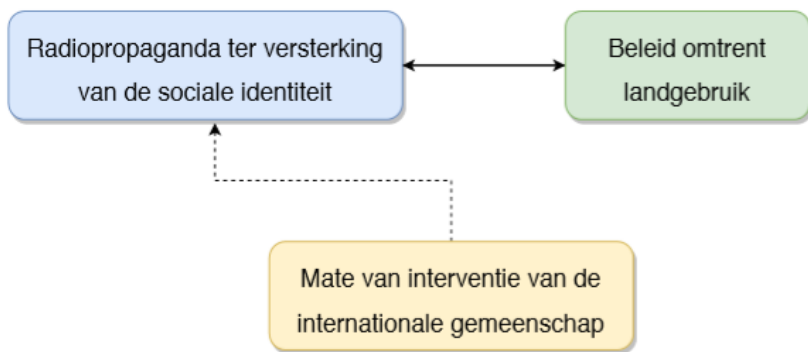 Radiopropaganda ter versterking
van de sociale identiteit
Beleid omtrent
landgebruik
Mate van interventie van de
internationale gemeenschap